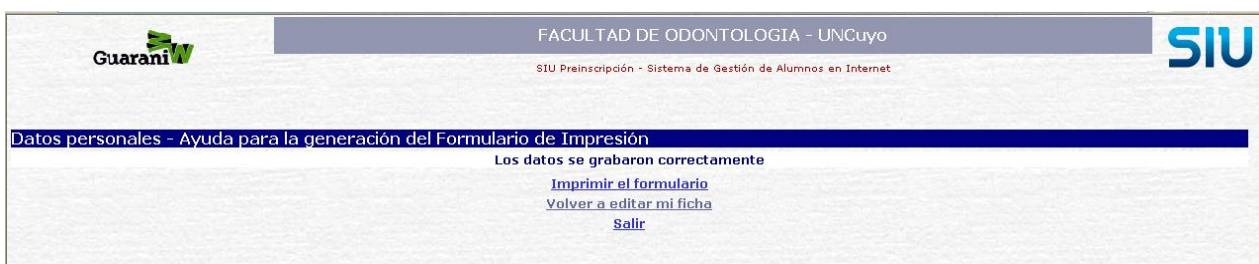 GuaraniW
FACULTAD DE ODONTOLOGIA - UNCuyo
SIU
SIU Preinscripción - Sistema de Gestión de Alumnos en Internet
Datos personales - Ayuda para la generación del Formulario de Impresión
Los datos se grabaron correctamente
Imprimir el formulario
Volver a editar mi ficha
Salir